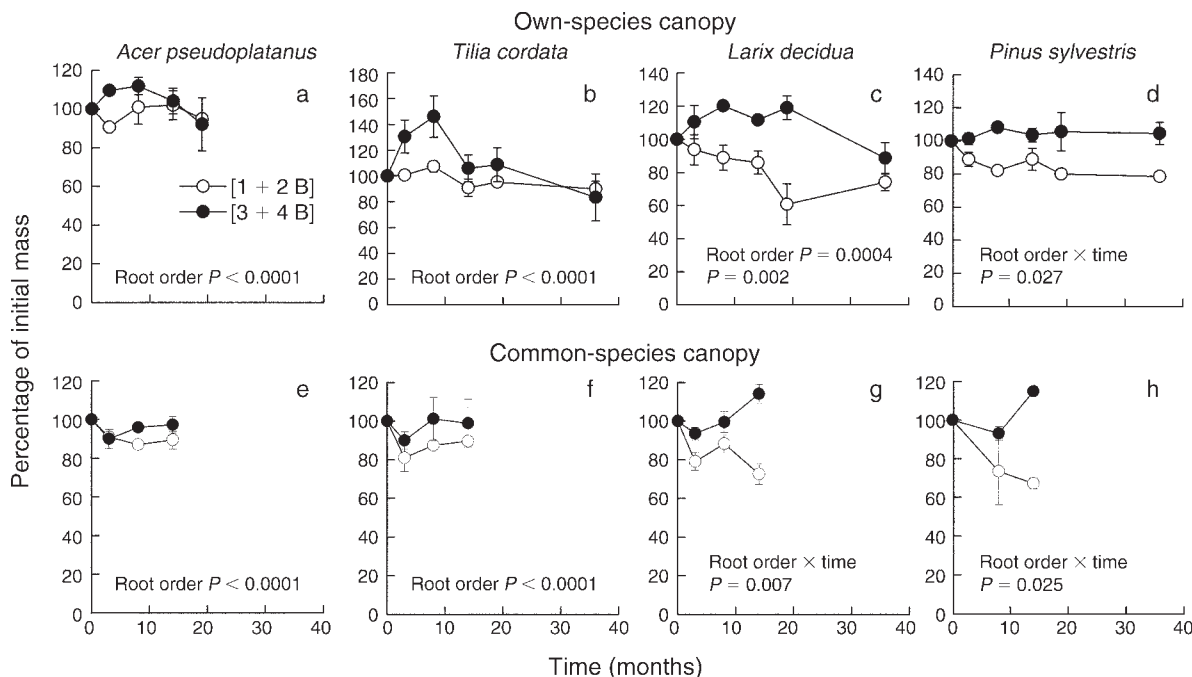 Own-species canopy
Acer pseudoplatanus
Tilia cordata
Larix decidua
Pinus sylvestris
120
100
80
60
40
20
0
a
[1 + 2 B]
[3 + 4 B]
Root order P < 0.0001
180
160
140
120
100
80
60
40
20
0
b
Root order P < 0.0001
0 10 20 30 40
140
120
100
80
60
40
20
0
c
Root order P = 0.0004
P = 0.002
140
120
100
80
60
40
20
0
d
Root order × time
P = 0.027
Percentage of initial mass
Common-species canopy
120
100
80
60
40
20
0
e
Root order P < 0.0001
0 10 20 30 40
120
100
80
60
40
20
0
f
Root order P < 0.0001
0 10 20 30 40
120
100
80
60
40
20
0
g
Root order × time
P = 0.007
0 10 20 30 40
120
100
80
60
40
20
0
h
Root order × time
P = 0.025
0 10 20 30 40
Time (months)